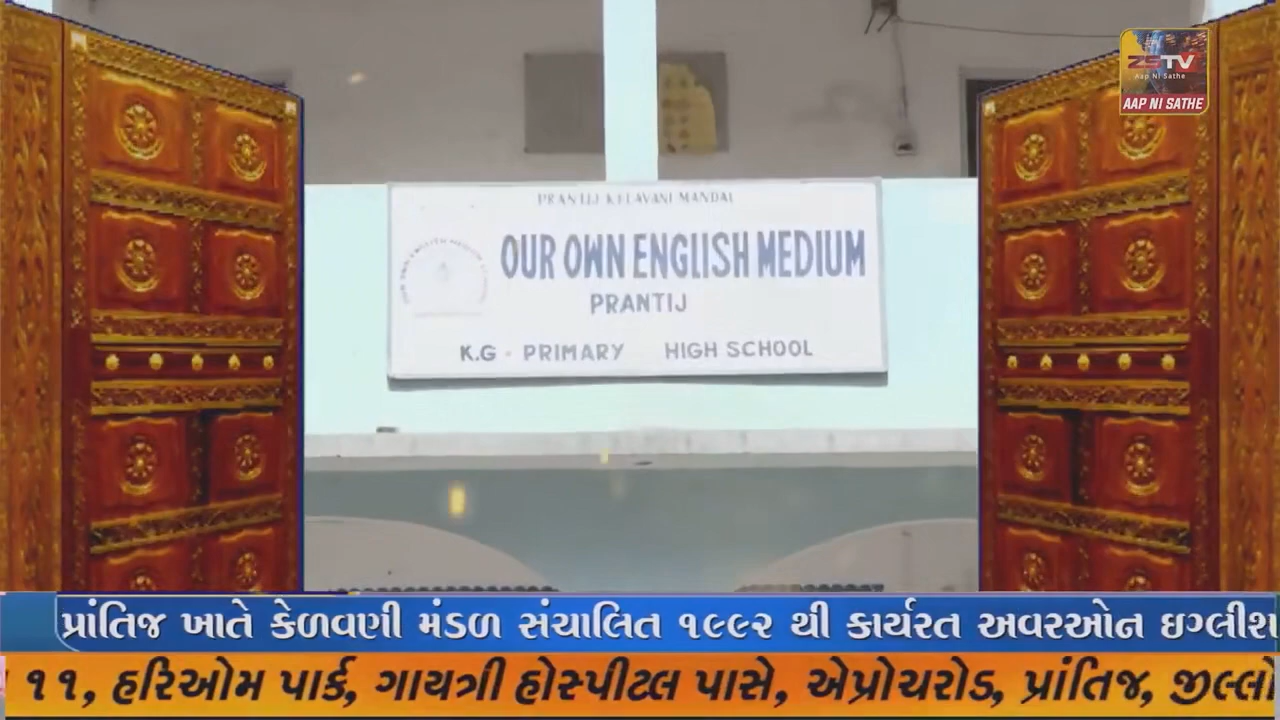 ZSTV
Aap Ni Sathe
AAP NI SATHE
PRANTIJ KELAVANI MANDAL
OUR OWN ENGLISH MEDIUM
PRANTIJ
K.G - PRIMARY HIGH SCHOOL
પ્રાંતિજ ખાતે કેળવણી મંડળ સંચાલિત ૧૯૯૨ થી કાર્યરત અવરઓન ઇગ્લીશ
૧૧, હરિઓમ પાર્ક, ગાયત્રી હોસ્પીટલ પાસે, એપ્રોચરોડ, પ્રાંતિજ, જીલ્લો